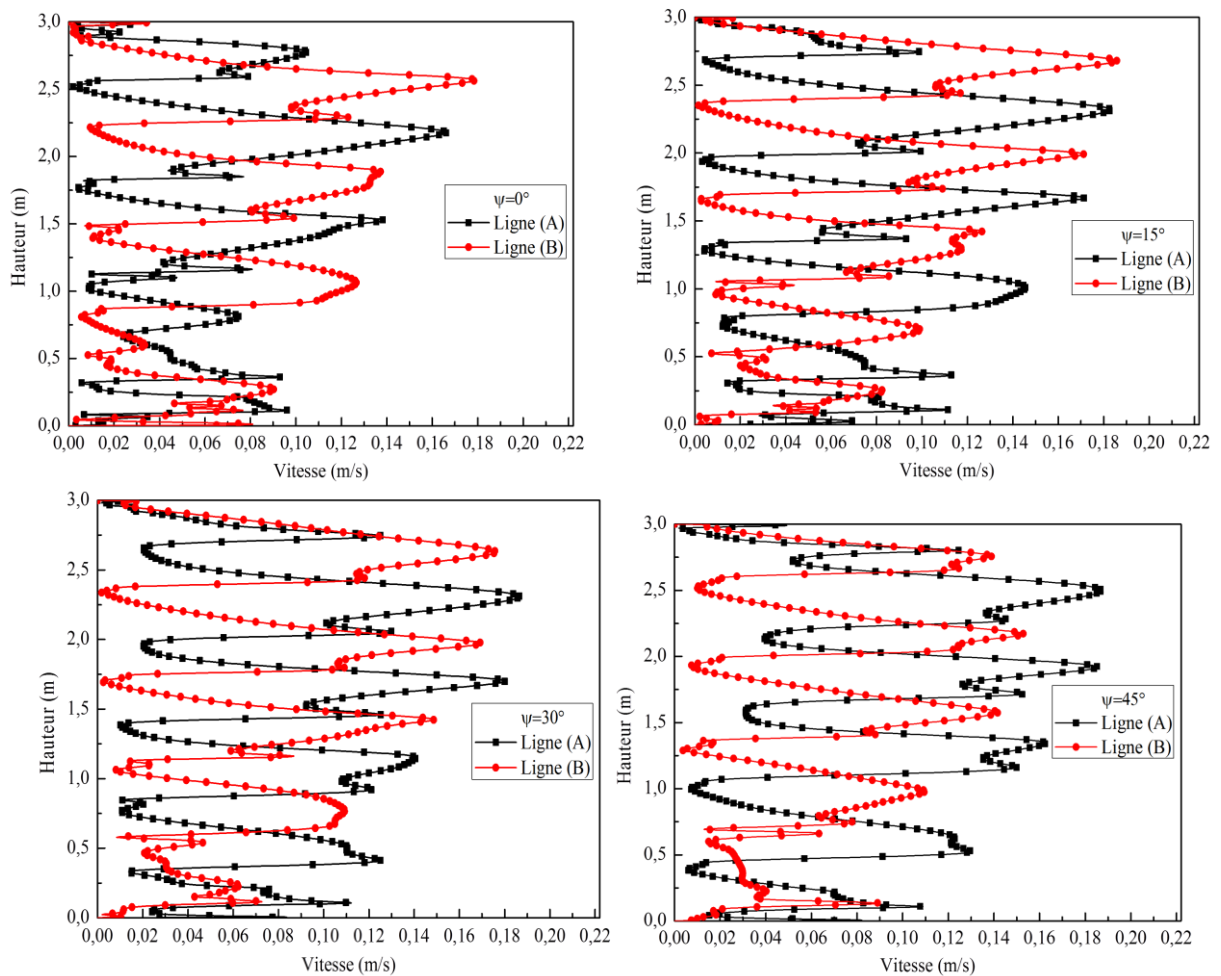 3,0
2,5
2,0
1,5
1,0
0,5
0,0
Hauteur (m)
ψ=0°
Ligne (A)
Ligne (B)
0,00 0,02 0,04 0,06 0,08 0,10 0,12 0,14 0,16 0,18 0,20 0,22
Vitesse (m/s)
3,0
2,5
2,0
1,5
1,0
0,5
0,0
Hauteur (m)
ψ=15°
Ligne (A)
Ligne (B)
0,00 0,02 0,04 0,06 0,08 0,10 0,12 0,14 0,16 0,18 0,20 0,22
Vitesse (m/s)
3,0
2,5
2,0
1,5
1,0
0,5
0,0
Hauteur (m)
ψ=30°
Ligne (A)
Ligne (B)
0,00 0,02 0,04 0,06 0,08 0,10 0,12 0,14 0,16 0,18 0,20 0,22
Vitesse (m/s)
3,0
2,5
2,0
1,5
1,0
0,5
0,0
Hauteur (m)
ψ=45°
Ligne (A)
Ligne (B)
0,00 0,02 0,04 0,06 0,08 0,10 0,12 0,14 0,16 0,18 0,20 0,22
Vitesse (m/s)